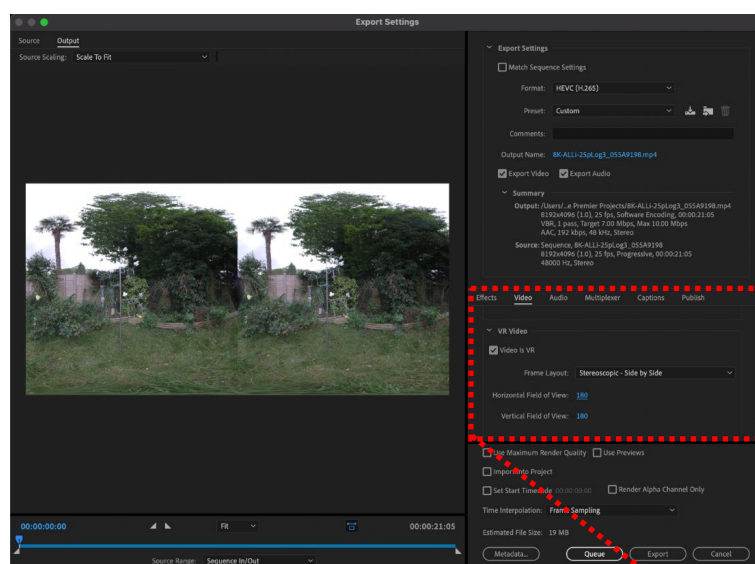 Export Settings
Source Output
Source Scaling: Scale To Fit
Export Settings
Match Sequence Settings
Format: HEVC (H.265)
Preset: Custom
Comments:
Output Name: 8K-ALLi-25pLog3_055A9198.mp4
Export Video Export Audio
Summary
Output: /Users/..e Premier Projects/8K-ALLi-25pLog3_055A9198.mp4
8192x4096 (1.0), 25 fps, Software Encoding, 00:00:21:05
VBR, 1 pass, Target 7.00 Mbps, Max 10.00 Mbps
AAC, 192 kbps, 48 kHz, Stereo
Source: Sequence, 8K-ALLi-25pLog3_055A9198
8192x4096 (1.0), 25 fps, Progressive, 00:00:21:05
48000 Hz, Stereo
Effects Video Audio Multiplexer Captions Publish
VR Video
Video Is VR
Frame Layout: Stereoscopic - Side by Side
Horizontal Field of View: 180
Vertical Field of View: 180
Use Maximum Render Quality Use Previews
Import Into Project
Set Start Timecode 00:00:00:00 Render Alpha Channel Only
Time Interpolation: Frame Sampling
Estimated File Size: 19 MB
Metadata... Queue Export Cancel
00:00:00:00 Fit 00:00:21:05
Source Range: Sequence In/Out